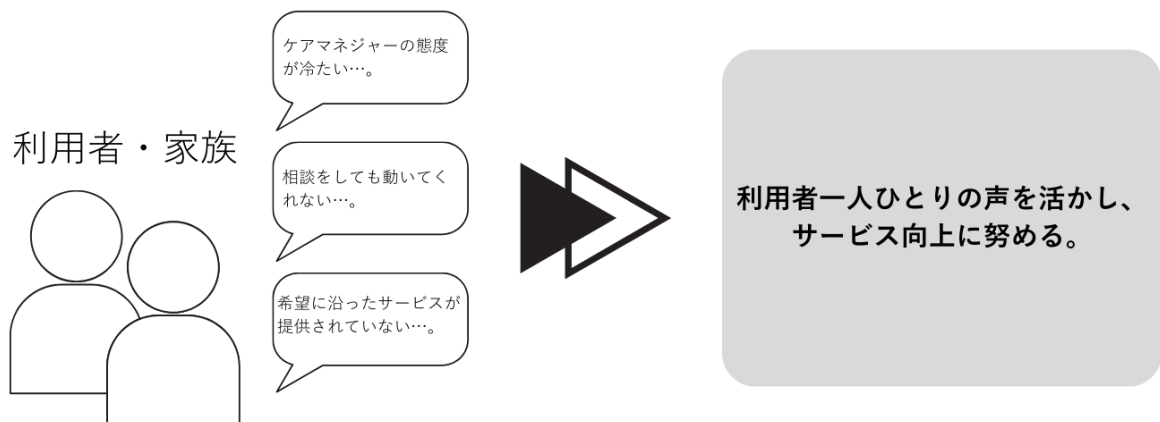 利用者・家族
ケアマネジャーの態度
が冷たい…。
相談をしても動いてく
れない…。
希望に沿ったサービスが
提供されていない…。
利用者一人ひとりの声を活かし、
サービス向上に努める。